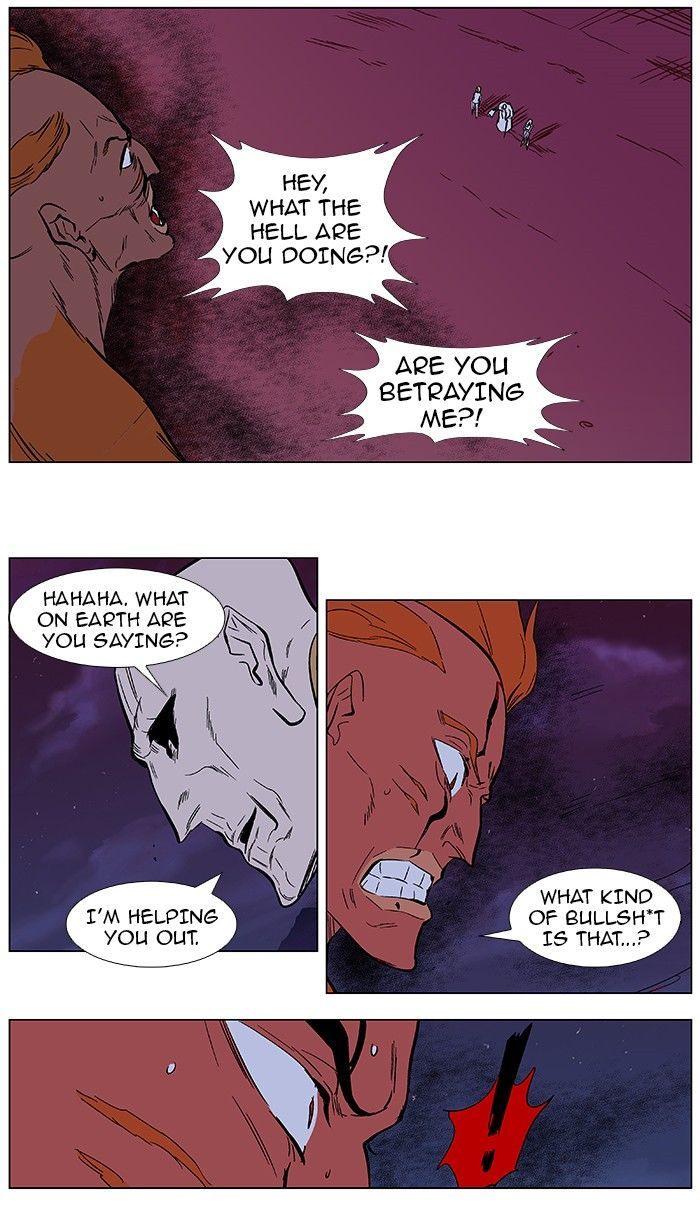 HEY,
WHAT THE
HELL ARE
YOU DOING?!
ARE YOU
BETRAYING
ME?!
HAHAHA. WHAT
ON EARTH ARE
YOU SAYING?
I'M HELPING
YOU OUT.
WHAT KIND
OF BULLSH*T
IS THAT...?
!